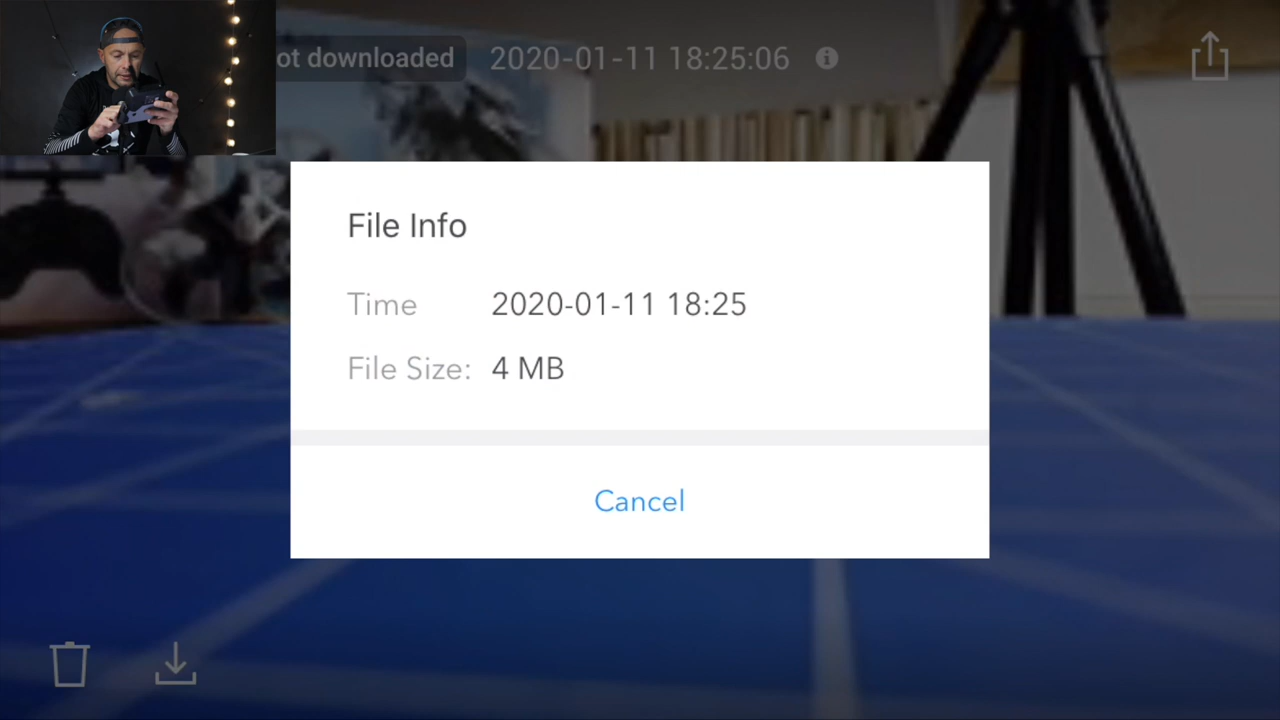 ot downloaded 2020-01-11 18:25:06
File Info
Time 2020-01-11 18:25
File Size: 4 MB
Cancel